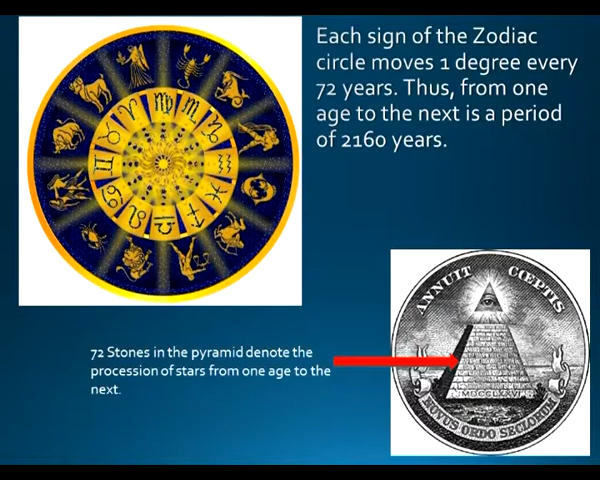 Each sign of the Zodiac
circle moves 1 degree every
72 years. Thus, from one
age to the next is a period
of 2160 years.
72 Stones in the pyramid denote the
procession of stars from one age to the
next.
ANNUIT CŒPTIS
MDCCLXXVI
NOVUS ORDO SECLORUM